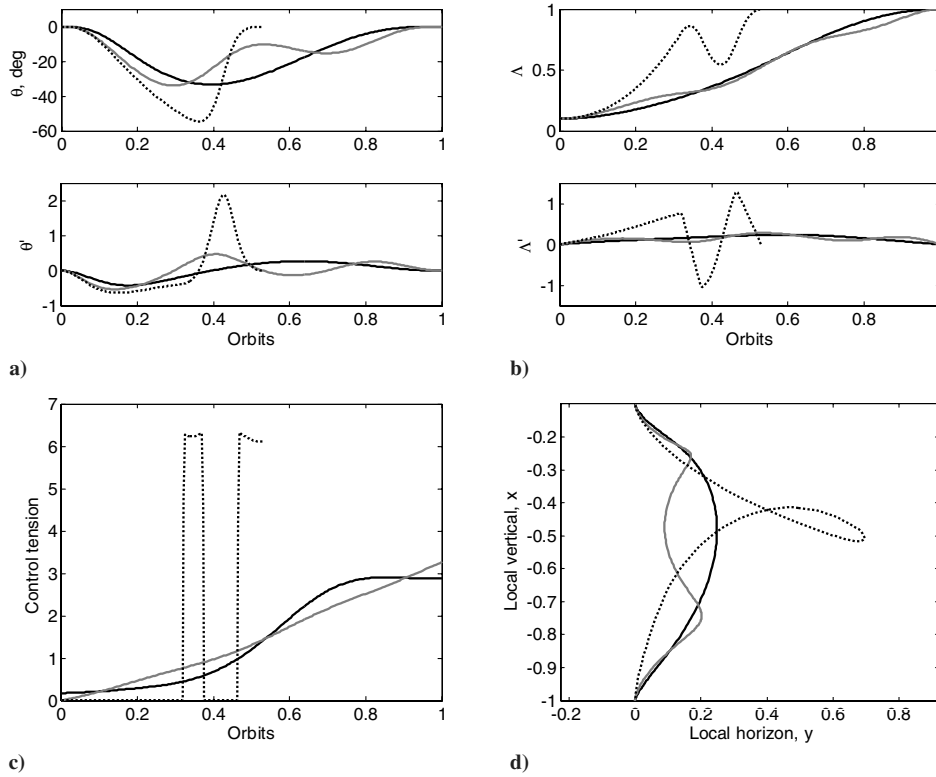 0
-20
-40
-60
θ, deg
0 0.2 0.4 0.6 0.8 1
2
1
0
-1
θ'
0 0.2 0.4 0.6 0.8 1
Orbits
a)
1
0.5
0
Λ
0 0.2 0.4 0.6 0.8
1
0
-1
Λ'
0 0.2 0.4 0.6 0.8
Orbits
b)
7
6
5
4
3
2
1
0
Control tension
0 0.2 0.4 0.6 0.8 1
Orbits
c)
-0.2
-0.3
-0.4
-0.5
-0.6
-0.7
-0.8
-0.9
-1
Local vertical, x
-0.2 0 0.2 0.4 0.6 0.8
Local horizon, y
d)